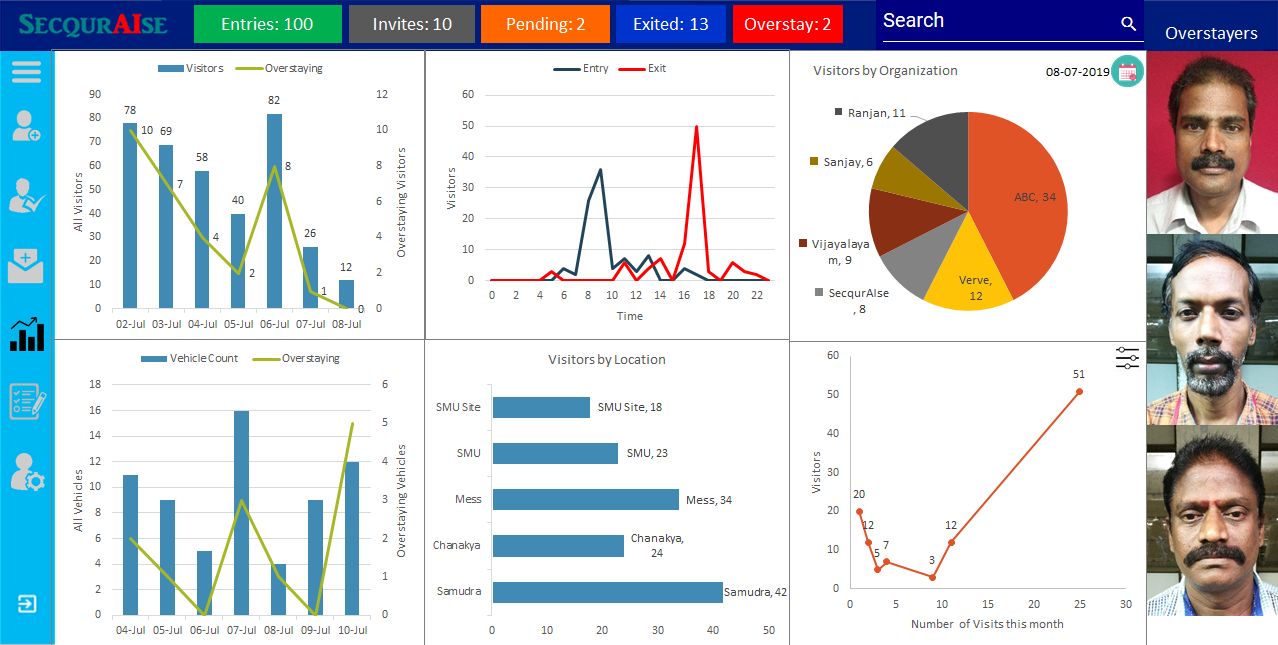 SECQURAISE
Entries: 100
Invites: 10
Pending: 2
Exited: 13
Overstay: 2
Search
Overstayers
Visitors
Overstaying
90
80
70
60
50
40
30
20
10
0
All Visitors
78
69
58
40
82
26
12
10
7
4
2
8
1
0
12
10
8
6
4
2
0
Overstaying Visitors
02-Jul 03-Jul 04-Jul 05-Jul 06-Jul 07-Jul 08-Jul
Entry
Exit
60
50
40
30
20
10
0
Visitors
0 2 4 6 8 10 12 14 16 18 20 22
Time
Visitors by Organization
08-07-2019
Ranjan, 11
Sanjay, 6
ABC, 34
Vijayalaya
m, 9
Verve,
12
SecqurAIse
, 8
Vehicle Count
Overstaying
18
16
14
12
10
8
6
4
2
0
All Vehicles
6
5
4
3
2
1
0
Overstaying Vehicles
04-Jul 05-Jul 06-Jul 07-Jul 08-Jul 09-Jul 10-Jul
Visitors by Location
SMU Site
SMU Site, 18
SMU
SMU, 23
Mess
Mess, 34
Chanakya
Chanakya,
24
Samudra
Samudra, 42
0 10 20 30 40 50
60
50
40
30
20
10
0
Visitors
20
12
5
7
3
12
51
0 5 10 15 20 25 30
Number of Visits this month